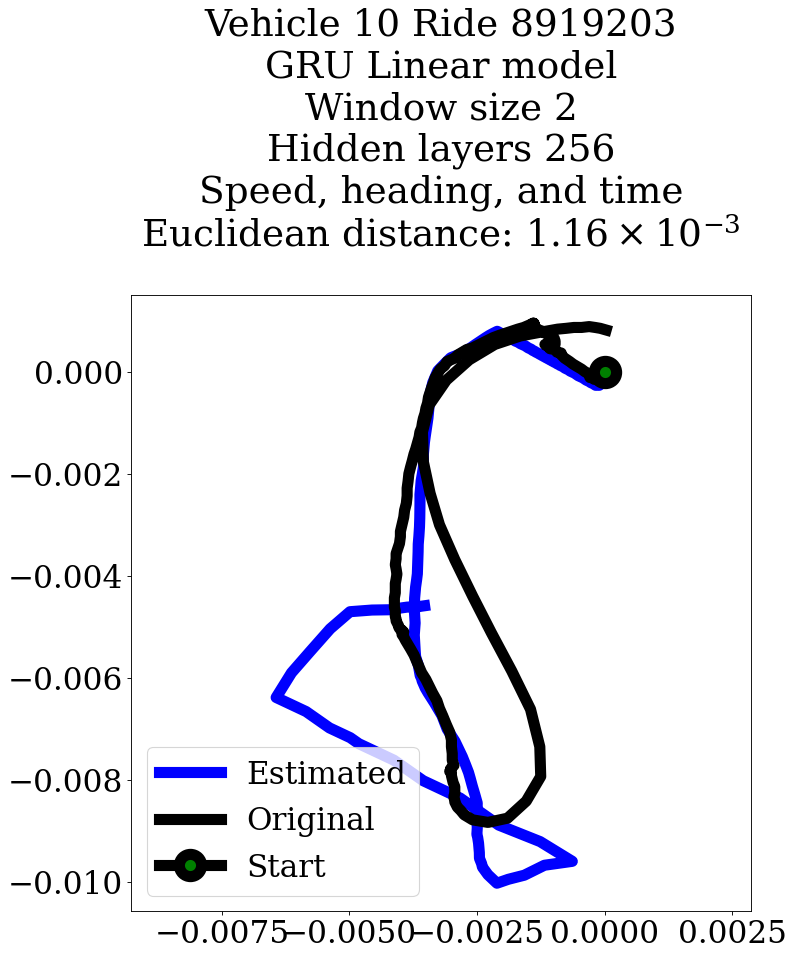 Vehicle 10 Ride 8919203
GRU Linear model
Window size 2
Hidden layers 256
Speed, heading, and time
Euclidean distance: 1.16 × 10⁻³
0.000
−0.002
−0.004
−0.006
−0.008
−0.010
Estimated
Original
Start
−0.0075 −0.0050 −0.0025 0.0000 0.0025